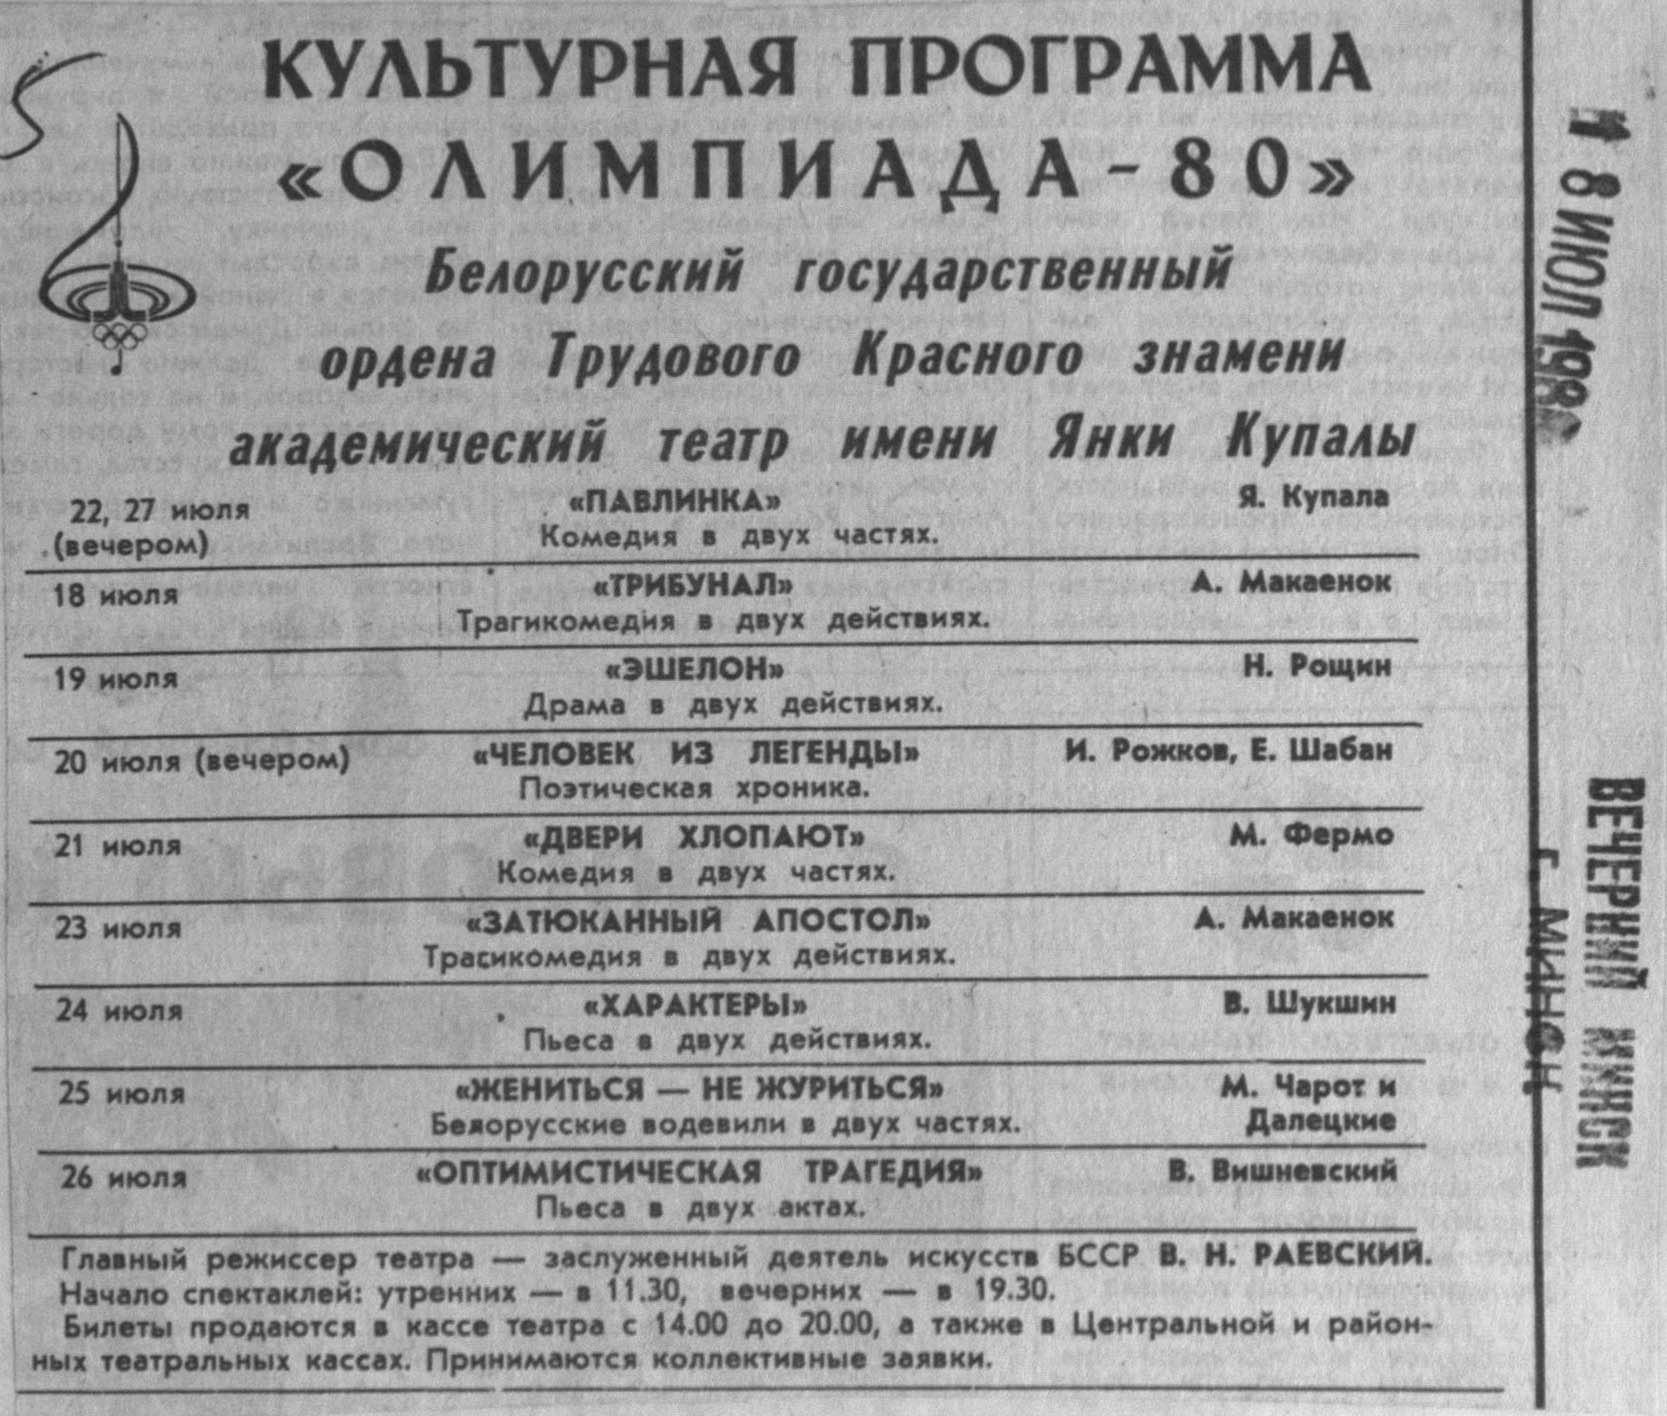 КУЛЬТУРНАЯ ПРОГРАММА
«ОЛИМПИАДА-80»
Белорусский государственный
ордена Трудового Красного знамени
академический театр имени Янки Купалы
22, 27 июля «ПАВЛИНКА» Я. Купала
(вечером) Комедия в двух частях.
18 июля «ТРИБУНАЛ» А. Макаенок
Трагикомедия в двух действиях.
19 июля «ЭШЕЛОН» Н. Рощин
Драма в двух действиях.
20 июля (вечером) «ЧЕЛОВЕК ИЗ ЛЕГЕНДЫ» И. Рожков, Е. Шабан
Поэтическая хроника.
21 июля «ДВЕРИ ХЛОПАЮТ» М. Фермо
Комедия в двух частях.
23 июля «ЗАТЮКАННЫЙ АПОСТОЛ» А. Макаенок
Трагикомедия в двух действиях.
24 июля «ХАРАКТЕРЫ» В. Шукшин
Пьеса в двух действиях.
25 июля «ЖЕНИТЬСЯ — НЕ ЖУРИТЬСЯ» М. Чарот и
Белорусские водевили в двух частях. Далецкие
26 июля «ОПТИМИСТИЧЕСКАЯ ТРАГЕДИЯ» В. Вишневский
Пьеса в двух актах.
Главный режиссер театра — заслуженный деятель искусств БССР В. Н. РАЕВСКИЙ.
Начало спектаклей: утренних — в 11.30, вечерних — в 19.30.
Билеты продаются в кассе театра с 14.00 до 20.00, а также в Центральной и район-
ных театральных кассах. Принимаются коллективные заявки.
18 ИЮЛ 1980
ВЕЧЕРНИЙ МИНСК
г. МИНСК